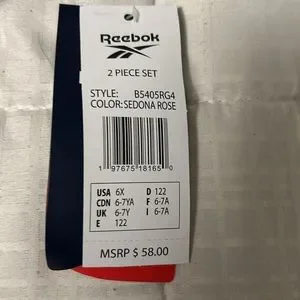 Reebok
2 PIECE SET
STYLE: B5405RG4
COLOR:SEDONA ROSE
1 97675 18165 0
USA 6X D 122
CDN 6-7YA F 6-7A
UK 6-7Y I 6-7A
E 122
MSRP $ 58.00